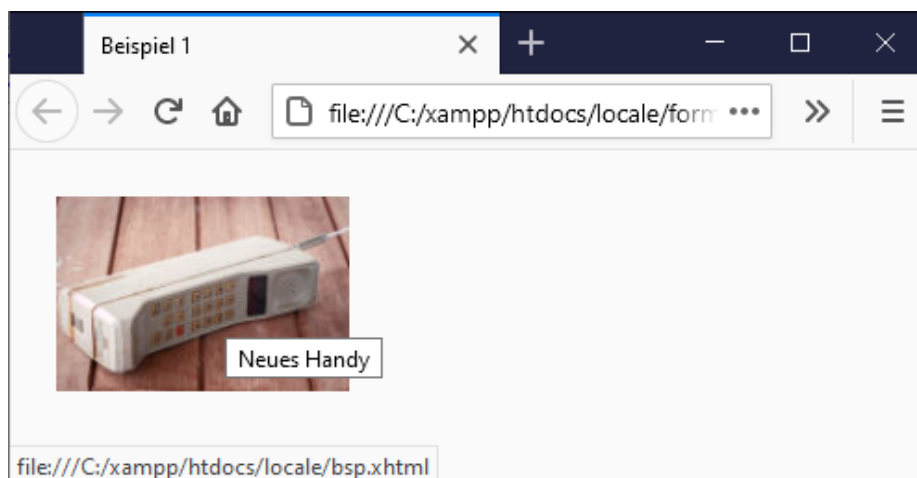 Beispiel 1
file:///C:/xampp/htdocs/locale/form
Neues Handy
file:///C:/xampp/htdocs/locale/bsp.xhtml